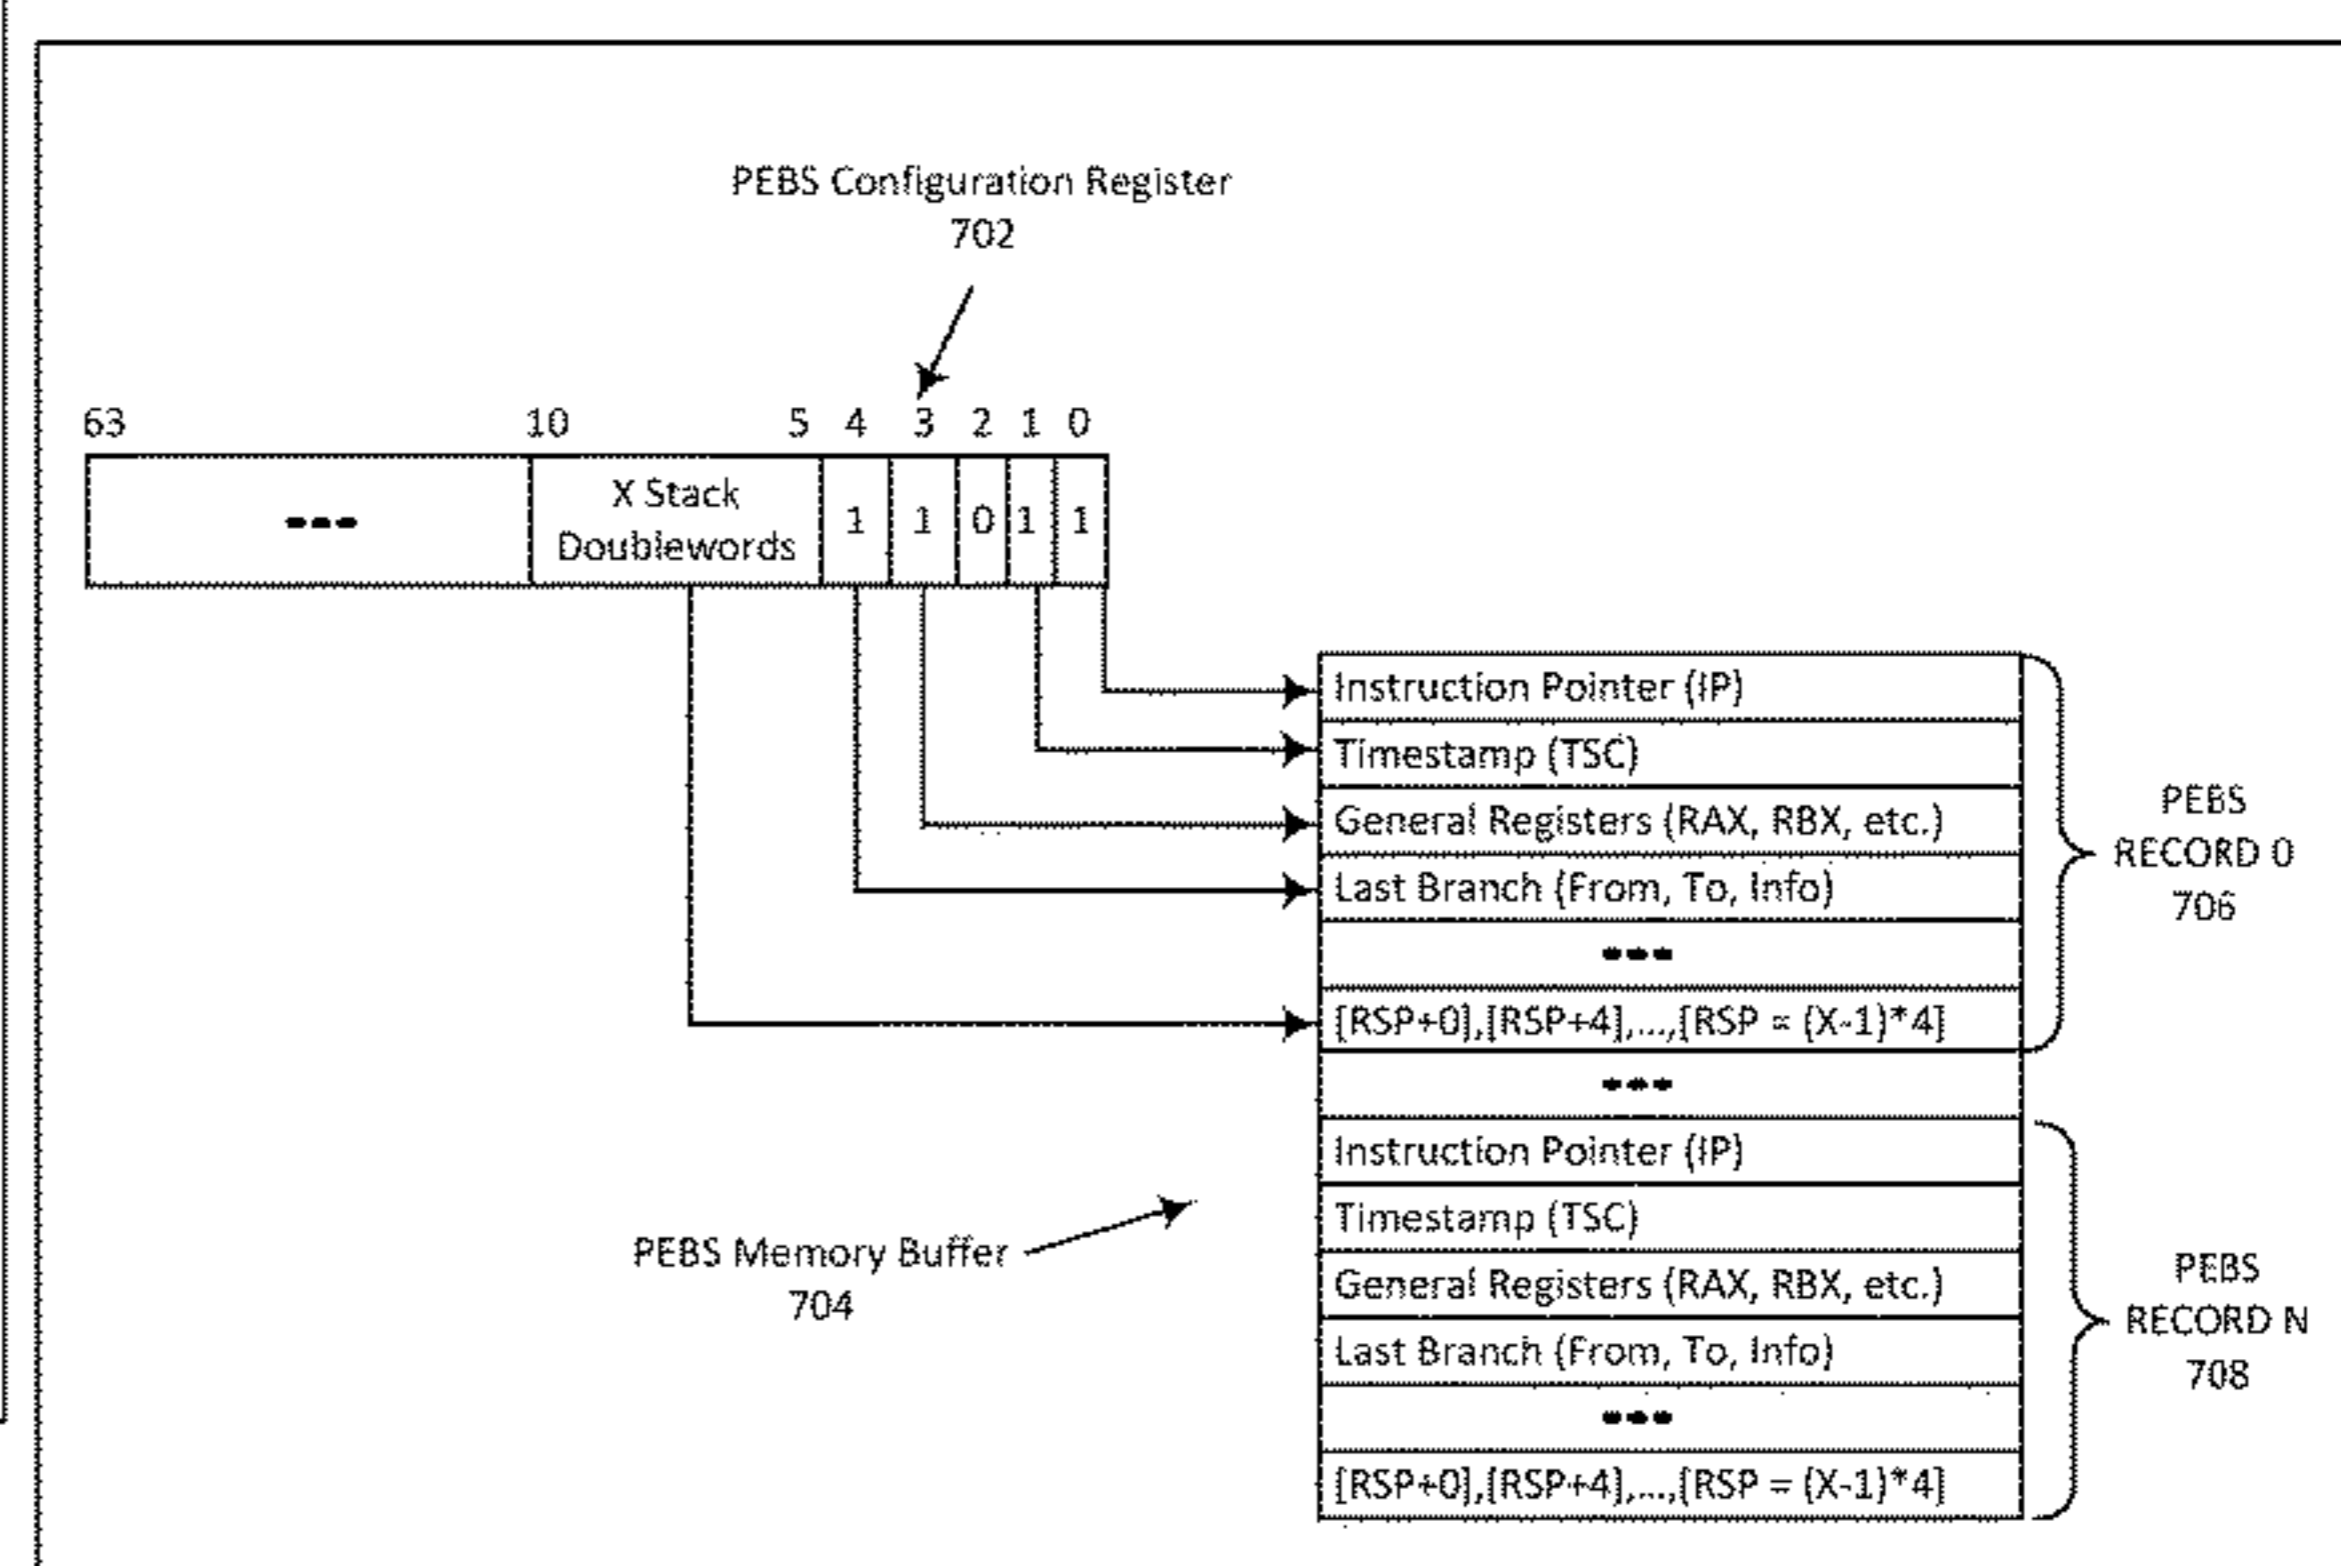 PEBS Configuration Register
702
63 10 5 4 3 2 1 0
--- X Stack Doublewords 1 1 0 1 1
Instruction Pointer (IP)
Timestamp (TSC)
General Registers (RAX, RBX, etc.)
Last Branch (From, To, Info)
---
[RSP+0],[RSP+4],...,[RSP = (X-1)*4]
PEBS
RECORD 0
706
---
Instruction Pointer (IP)
Timestamp (TSC)
General Registers (RAX, RBX, etc.)
Last Branch (From, To, Info)
---
[RSP+0],[RSP+4],...,[RSP = (X-1)*4]
PEBS
RECORD N
708
PEBS Memory Buffer
704